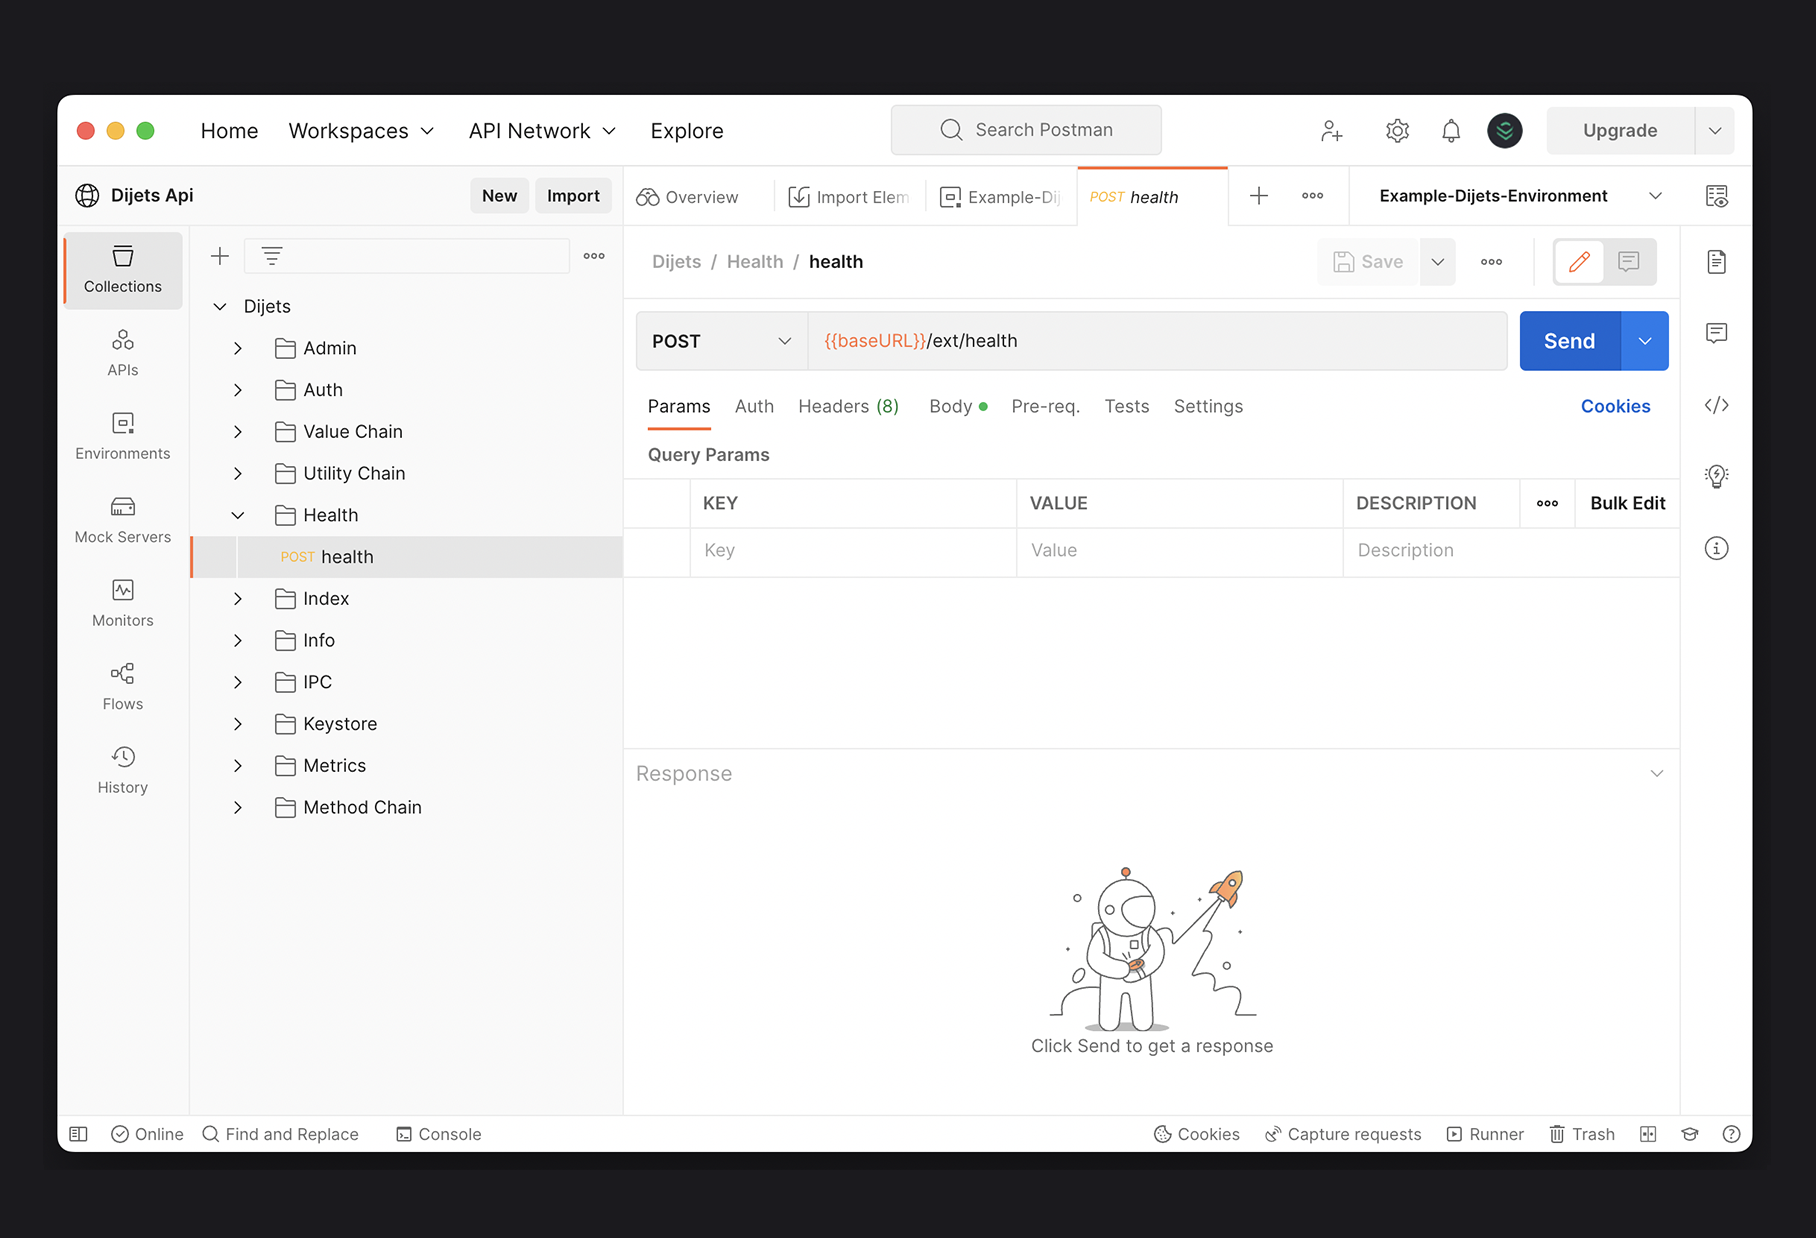 Home Workspaces API Network Explore Search Postman Upgrade
Dijets Api New Import Overview Import Elem Example-Dij POST health Example-Dijets-Environment
Collections
APIs
Environments
Mock Servers
Monitors
Flows
History
Dijets
Admin
Auth
Value Chain
Utility Chain
Health
POST health
Index
Info
IPC
Keystore
Metrics
Method Chain
Dijets / Health / health Save
POST {{baseURL}}/ext/health Send
Params Auth Headers (8) Body Pre-req. Tests Settings Cookies
Query Params
KEY VALUE DESCRIPTION Bulk Edit
Key Value Description
Response
Click Send to get a response
Online Find and Replace Console Cookies Capture requests Runner Trash